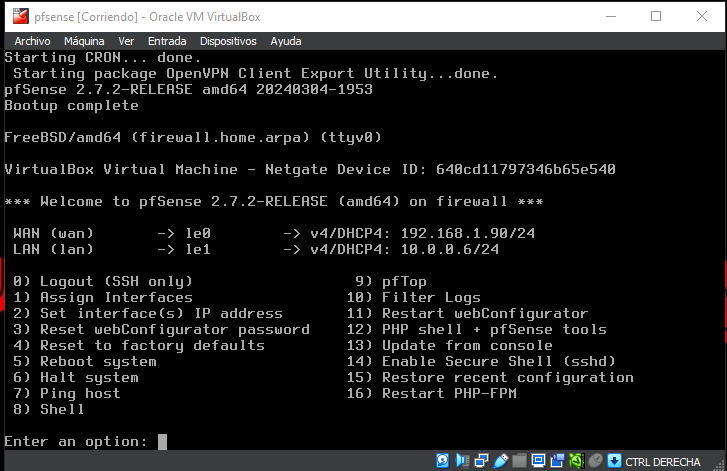 pfsense [Corriendo] - Oracle VM VirtualBox
Archivo Máquina Ver Entrada Dispositivos Ayuda
Starting CRON... done.
 Starting package OpenVPN Client Export Utility...done.
pfSense 2.7.2-RELEASE amd64 20240304-1953
Bootup complete

FreeBSD/amd64 (firewall.home.arpa) (ttyv0)

VirtualBox Virtual Machine - Netgate Device ID: 640cd11797346b65e540

*** Welcome to pfSense 2.7.2-RELEASE (amd64) on firewall ***

 WAN (wan)       -> le0        -> v4/DHCP4: 192.168.1.90/24
 LAN (lan)       -> le1        -> v4/DHCP4: 10.0.0.6/24

 0) Logout (SSH only)                  9) pfTop
 1) Assign Interfaces                 10) Filter Logs
 2) Set interface(s) IP address       11) Restart webConfigurator
 3) Reset webConfigurator password    12) PHP shell + pfSense tools
 4) Reset to factory defaults         13) Update from console
 5) Reboot system                     14) Enable Secure Shell (sshd)
 6) Halt system                       15) Restore recent configuration
 7) Ping host                         16) Restart PHP-FPM
 8) Shell

Enter an option:
CTRL DERECHA